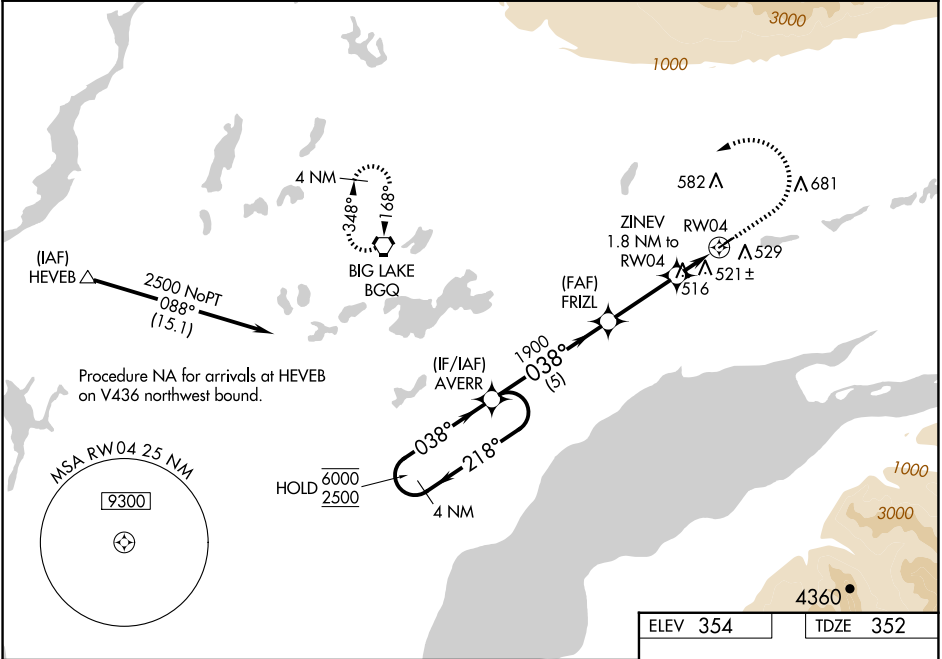 3000
1000
4 NM
348°
168°
582
681
ZINEV
1.8 NM to
RW04
RW04
529
521±
516
(IAF)
HEVEB
2500 NoPT
088°
(15.1)
BIG LAKE
BGQ
(FAF)
FRIZL
(IF/IAF)
AVERR
1900
038°
(5)
Procedure NA for arrivals at HEVEB
on V436 northwest bound.
038°
218°
HOLD 6000
2500
4 NM
MSA RW04 25 NM
9300
1000
3000
4360
ELEV 354
TDZE 352